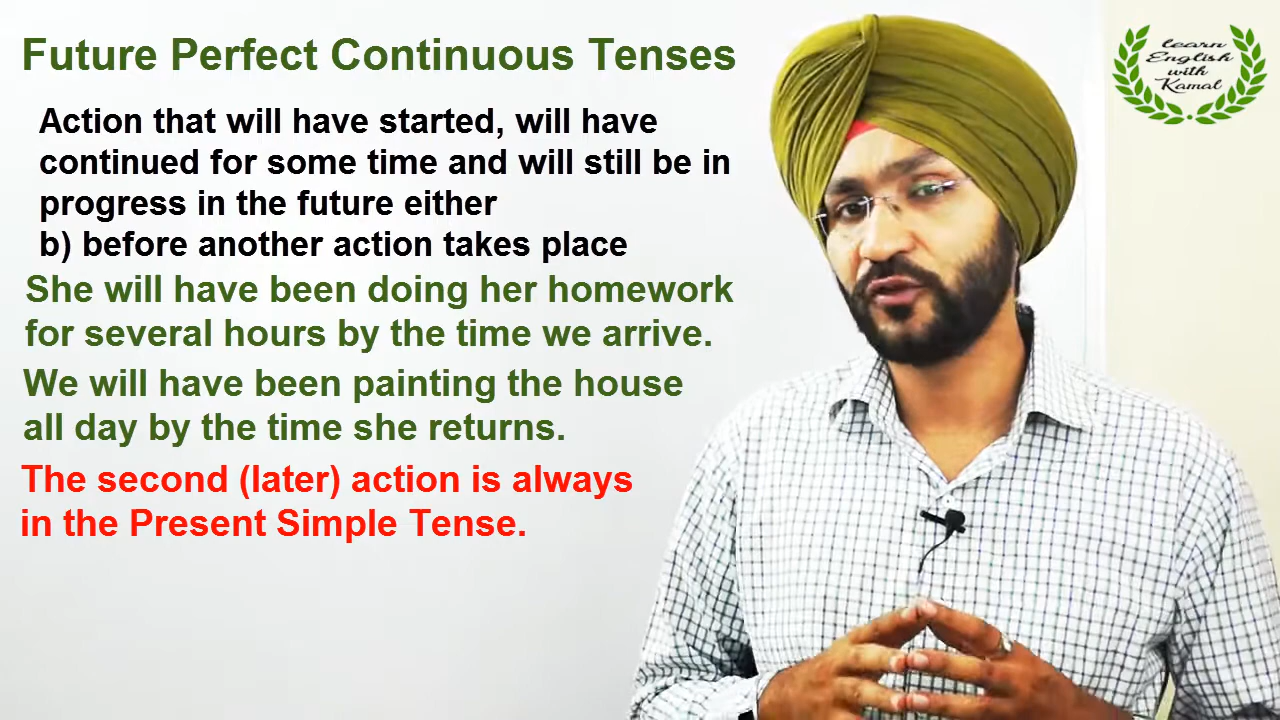 Future Perfect Continuous Tenses
Action that will have started, will have
continued for some time and will still be in
progress in the future either
b) before another action takes place
She will have been doing her homework
for several hours by the time we arrive.
We will have been painting the house
all day by the time she returns.
The second (later) action is always
in the Present Simple Tense.
learn
English
with
Kamal